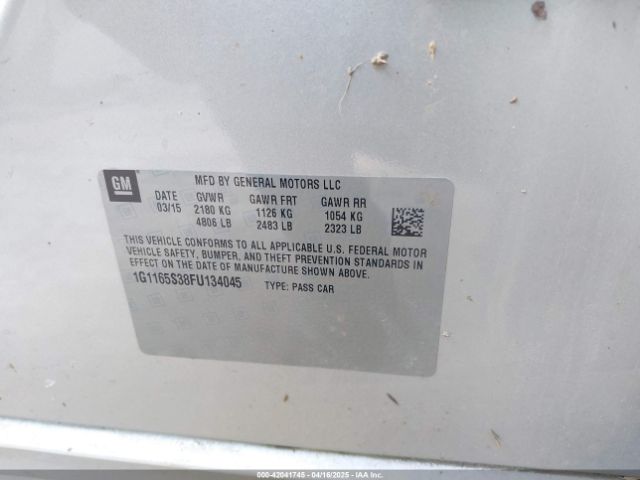 GM
MFD BY GENERAL MOTORS LLC
DATE GVWR GAWR FRT GAWR RR
03/15 2180 KG 1126 KG 1054 KG
4806 LB 2483 LB 2323 LB
THIS VEHICLE CONFORMS TO ALL APPLICABLE U.S. FEDERAL MOTOR
VEHICLE SAFETY, BUMPER, AND THEFT PREVENTION STANDARDS IN
EFFECT ON THE DATE OF MANUFACTURE SHOWN ABOVE.
1G1165S38FU134045 TYPE: PASS CAR
000-42041745 - 04/16/2025 - IAA Inc.